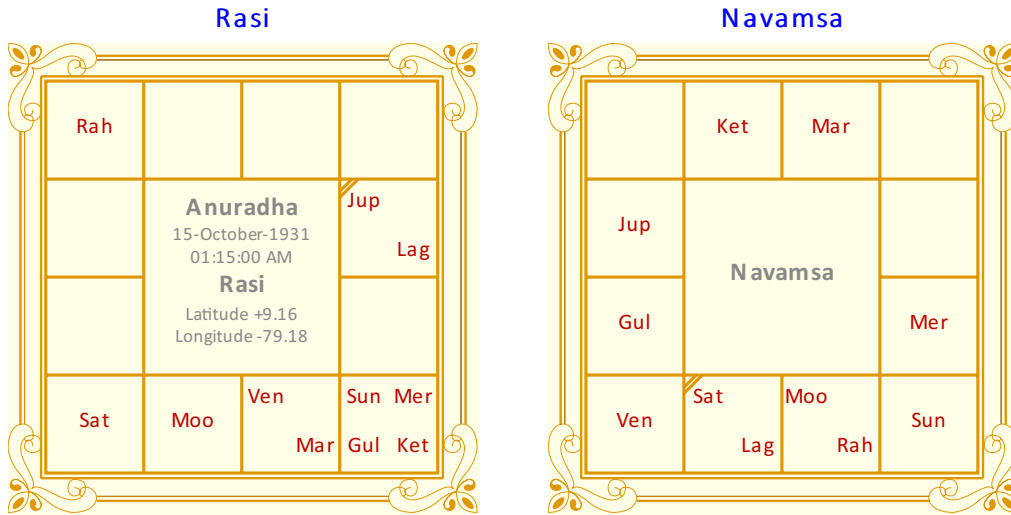 Rasi
Navamsa
Rah
Jup
Lag
Anuradha
15-October-1931
01:15:00 AM
Rasi
Latitude +9.16
Longitude -79.18
Sat
Moo
Ven
Mar
Sun Mer
Gul Ket
Ket
Mar
Jup
Navamsa
Gul
Mer
Ven
Sat
Lag
Moo
Rah
Sun